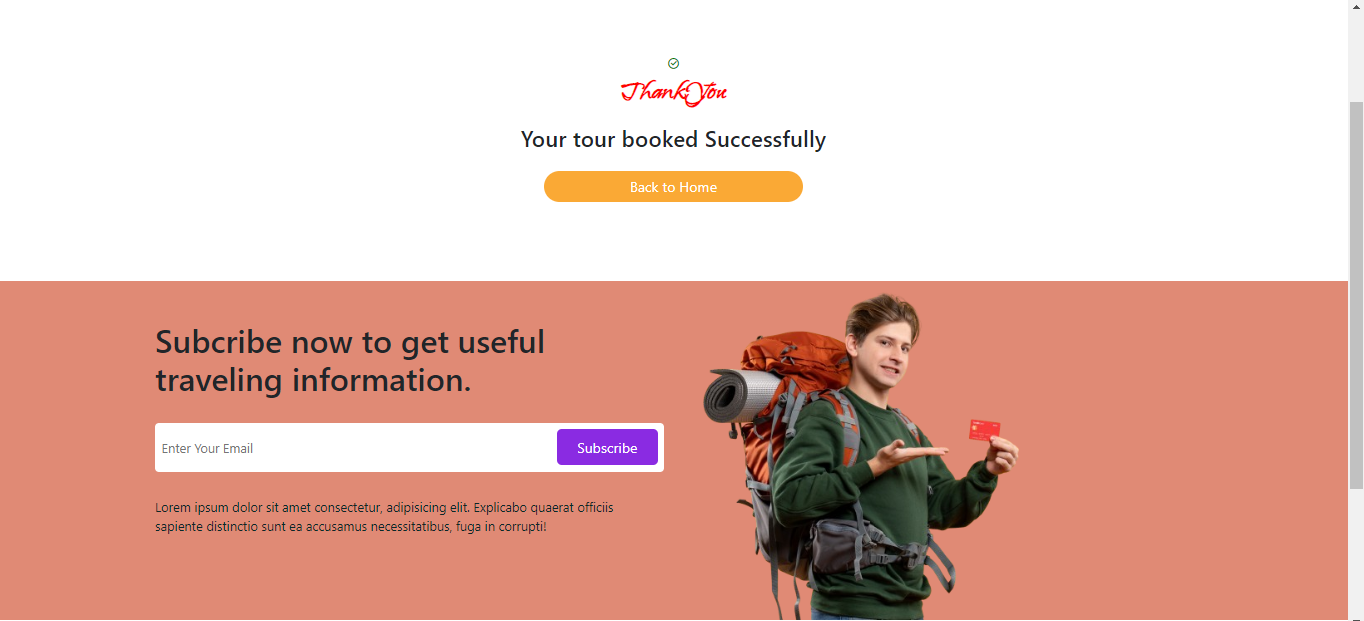 Thank You
Your tour booked Successfully
Back to Home
Subcribe now to get useful
traveling information.
Enter Your Email
Subscribe
Lorem ipsum dolor sit amet consectetur, adipisicing elit. Explicabo quaerat officiis
sapiente distinctio sunt ea accusamus necessitatibus, fuga in corrupti!